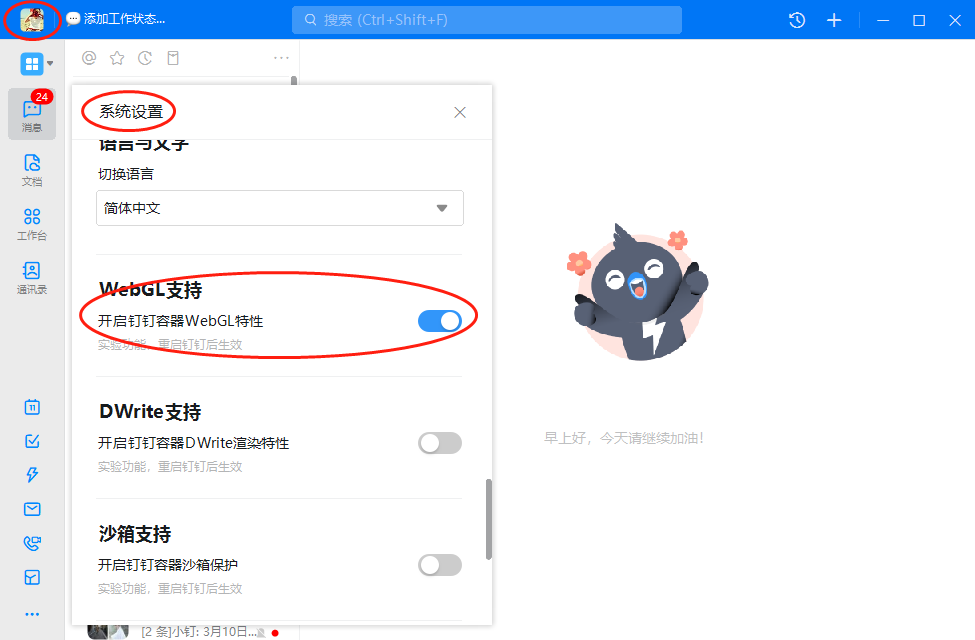 添加工作状态...
搜索 (Ctrl+Shift+F)
24
消息
文档
工作台
通讯录
11
系统设置
语言与文字
切换语言
简体中文
WebGL支持
开启钉钉容器WebGL特性
实验功能，重启钉钉后生效
DWrite支持
开启钉钉容器DWrite渲染特性
实验功能，重启钉钉后生效
沙箱支持
开启钉钉容器沙箱保护
实验功能，重启钉钉后生效
[2 条]小钉: 3月10日...
早上好，今天请继续加油！